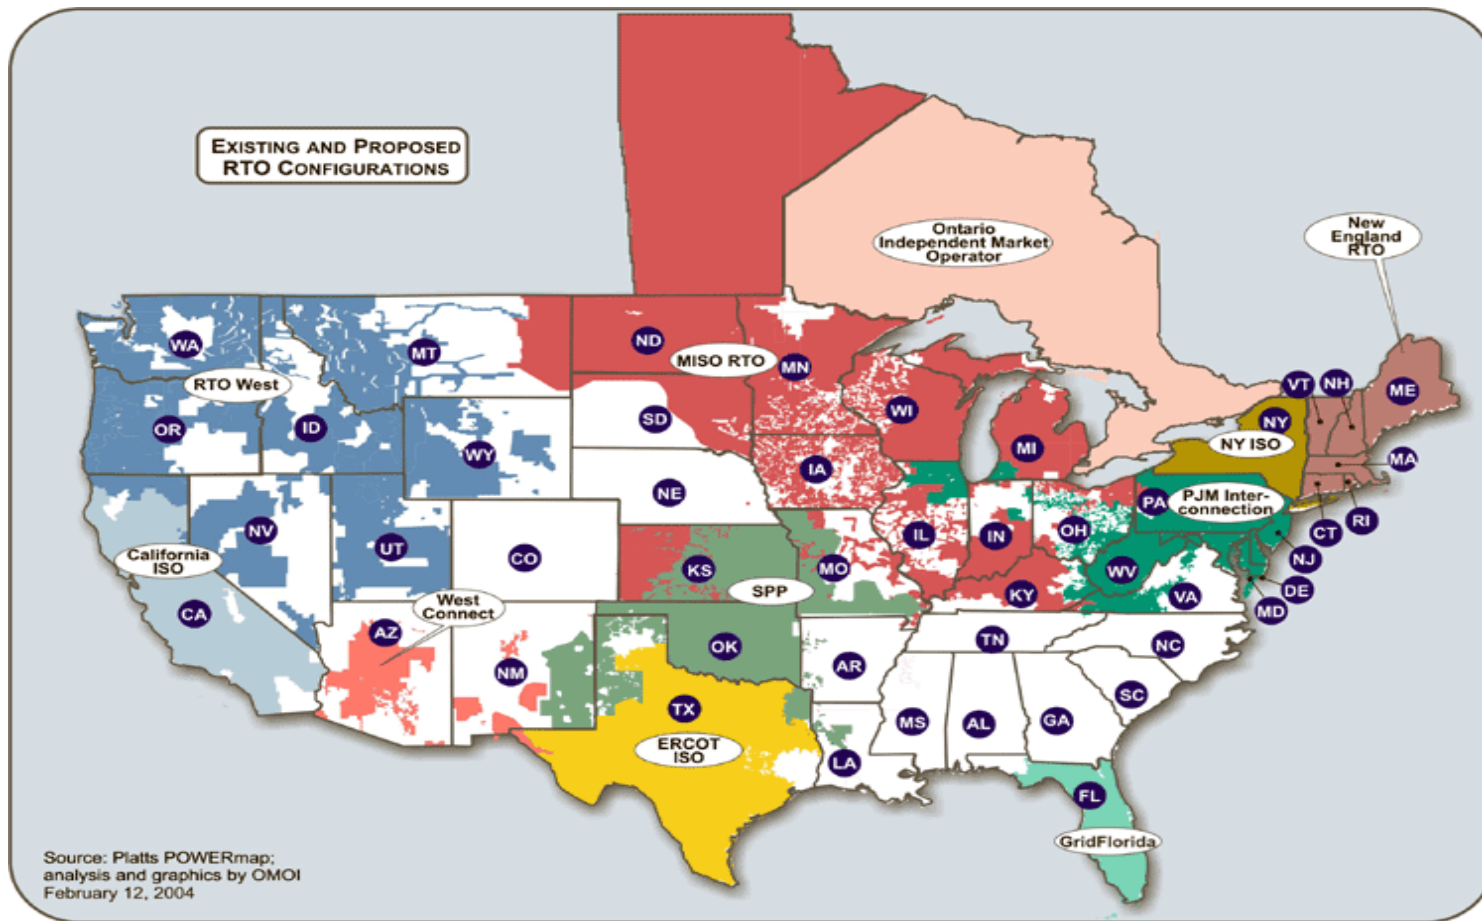 EXISTING AND PROPOSED
RTO CONFIGURATIONS
Ontario
Independent Market
Operator
New
England
RTO
WA
MT
ND
MISO RTO
MN
RTO West
OR
ID
WY
SD
WI
MI
VT
NH
ME
NY
NY ISO
MA
IA
NE
PA
PJM Inter-
connection
RI
CT
NV
UT
CO
California
ISO
KS
MO
SPP
IL
IN
OH
KY
WV
VA
NJ
DE
MD
CA
West
Connect
AZ
NM
OK
AR
TN
NC
SC
TX
ERCOT
ISO
LA
MS
AL
GA
FL
GridFlorida
Source: Platts POWERmap;
analysis and graphics by OMOI
February 12, 2004